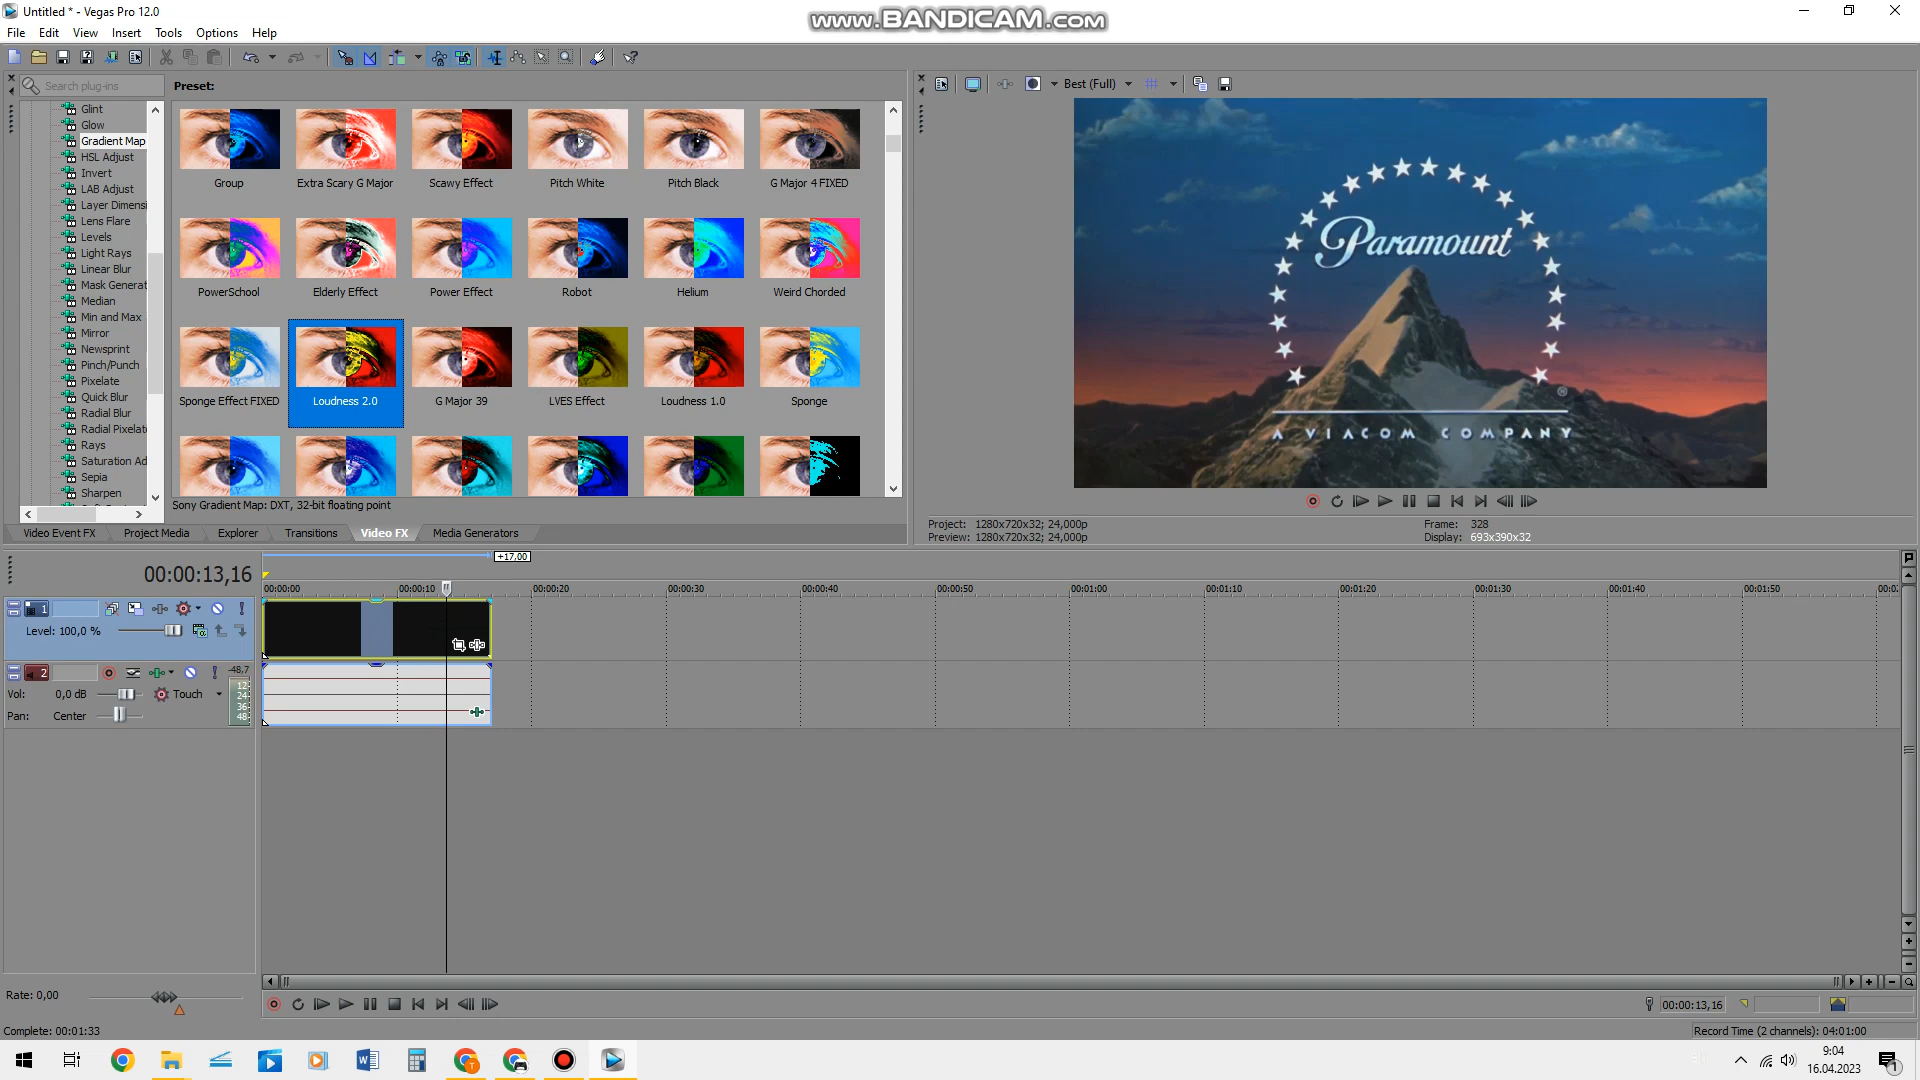 Untitled * - Vegas Pro 12.0
www.BANDICAM.com
File Edit View Insert Tools Options Help
Search plug-ins
Preset:
Best (Full)
Glint
Glow
Gradient Map
HSL Adjust
Invert
LAB Adjust
Layer Dimensi
Lens Flare
Levels
Light Rays
Linear Blur
Mask Generat
Median
Min and Max
Mirror
Newsprint
Pinch/Punch
Pixelate
Quick Blur
Radial Blur
Radial Pixelat
Rays
Saturation Ad
Sepia
Sharpen
Group Extra Scary G Major Scawy Effect Pitch White Pitch Black G Major 4 FIXED
PowerSchool Elderly Effect Power Effect Robot Helium Weird Chorded
Sponge Effect FIXED Loudness 2.0 G Major 39 LVES Effect Loudness 1.0 Sponge
Sony Gradient Map: DXT, 32-bit floating point
Paramount
®
A VIACOM COMPANY
Video Event FX Project Media Explorer Transitions Video FX Media Generators
Project: 1280x720x32; 24,000p Frame: 328
Preview: 1280x720x32; 24,000p Display: 693x390x32
+17.00
00:00:13,16
00:00:00 00:00:10 00:00:20 00:00:30 00:00:40 00:00:50 00:01:00 00:01:10 00:01:20 00:01:30 00:01:40 00:01:50 00:0
1
Level: 100,0 %
2 -48,7
Vol: 0,0 dB Touch
Pan: Center
12
24
36
48
Rate: 0,00
00:00:13,16
Complete: 00:01:33
Record Time (2 channels): 04:01:00
9:04
16.04.2023
1